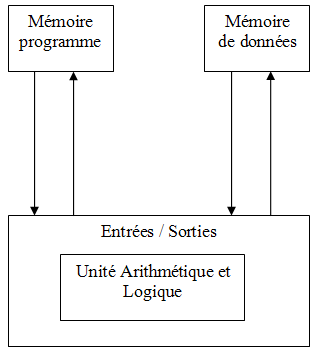 Mémoire
programme
Mémoire
de données
Entrées / Sorties
Unité Arithmétique et
Logique